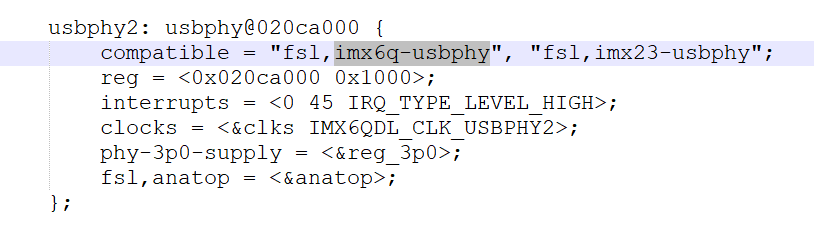 usbphy2: usbphy@020ca000 {
compatible = "fsl,imx6q-usbphy", "fsl,imx23-usbphy";
reg = <0x020ca000 0x1000>;
interrupts = <0 45 IRQ_TYPE_LEVEL_HIGH>;
clocks = <&clks IMX6QDL_CLK_USBPHY2>;
phy-3p0-supply = <&reg_3p0>;
fsl,anatop = <&anatop>;
};